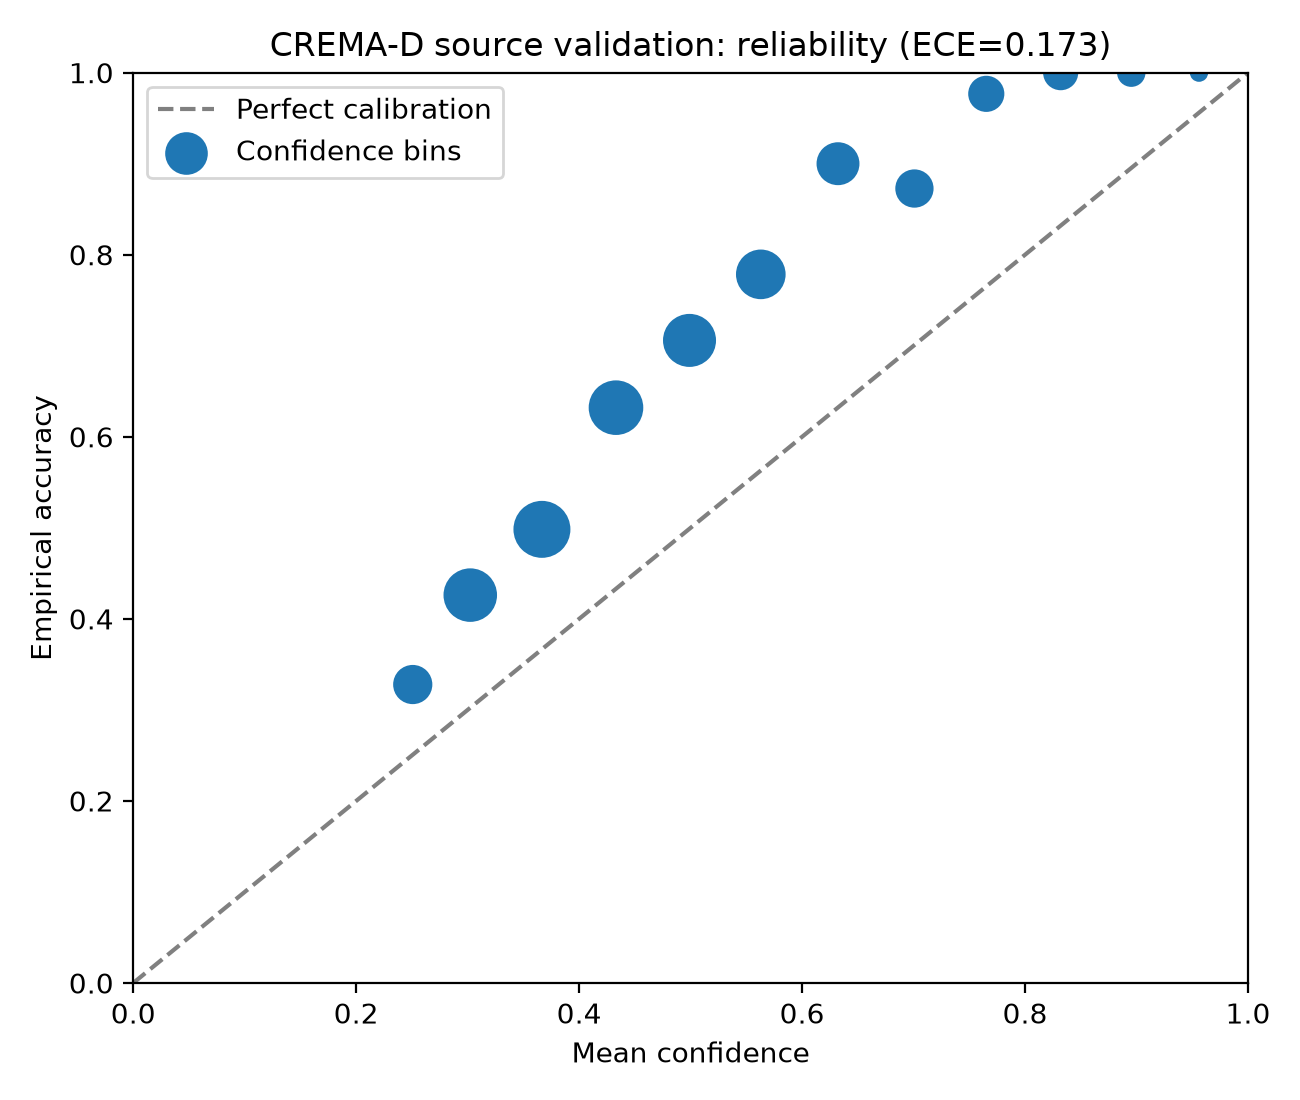 CREMA-D source validation: reliability (ECE=0.173)
Perfect calibration
Confidence bins
Empirical accuracy
1.0
0.8
0.6
0.4
0.2
0.0
0.0 0.2 0.4 0.6 0.8 1.0
Mean confidence